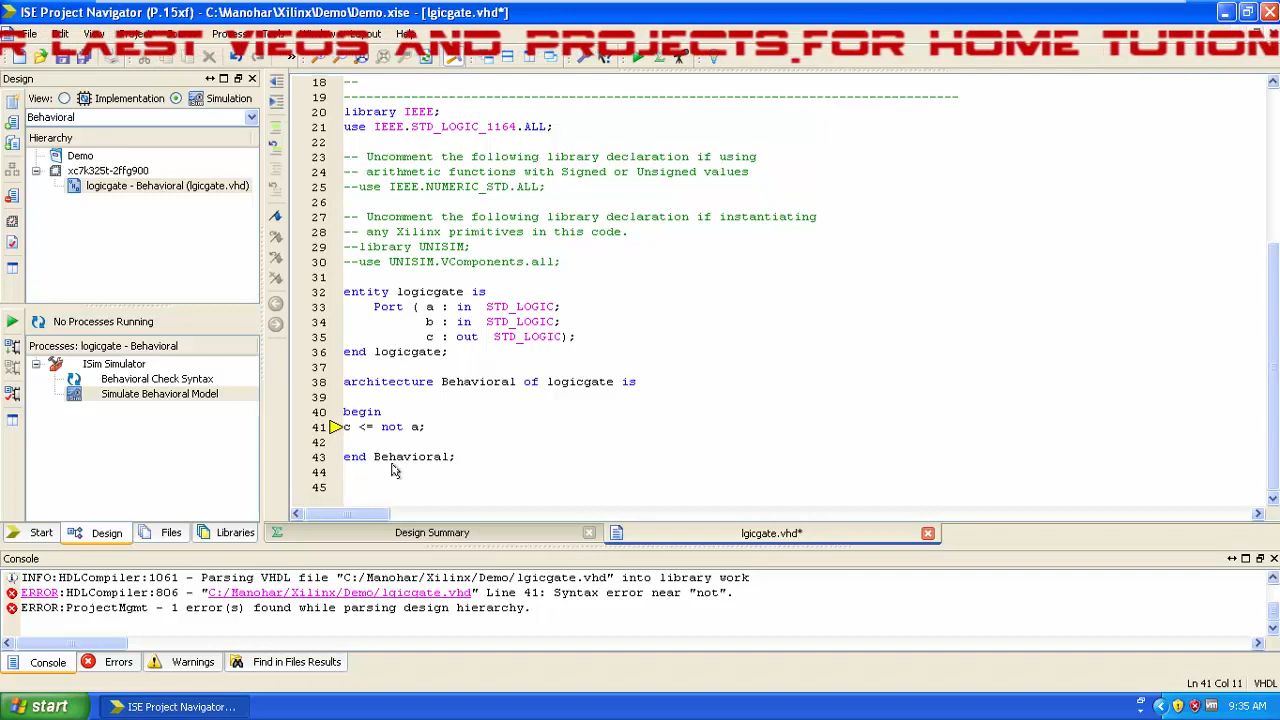 ISE Project Navigator (P.15xf) - C:\Manohar\Xilinx\Demo\Demo.xise - [lgicgate.vhd*]
File Edit View Project Source Process Tools Window Layout Help
R LKEST VIEOS AND PROJECTS FOR HOME TUTION
Design
View: Implementation Simulation
Behavioral
Hierarchy
Demo
xc7k325t-2ffg900
logicgate - Behavioral (lgicgate.vhd)
No Processes Running
Processes: logicgate - Behavioral
ISim Simulator
Behavioral Check Syntax
Simulate Behavioral Model
Start Design Files Libraries
18 --
19 ----------------------------------------------------------------------------------
20 library IEEE;
21 use IEEE.STD_LOGIC_1164.ALL;
22
23 -- Uncomment the following library declaration if using
24 -- arithmetic functions with Signed or Unsigned values
25 --use IEEE.NUMERIC_STD.ALL;
26
27 -- Uncomment the following library declaration if instantiating
28 -- any Xilinx primitives in this code.
29 --library UNISIM;
30 --use UNISIM.VComponents.all;
31
32 entity logicgate is
33 Port ( a : in STD_LOGIC;
34 b : in STD_LOGIC;
35 c : out STD_LOGIC);
36 end logicgate;
37
38 architecture Behavioral of logicgate is
39
40 begin
41 c <= not a;
42
43 end Behavioral;
44
45
Design Summary lgicgate.vhd*
Console
INFO:HDLCompiler:1061 - Parsing VHDL file "C:/Manohar/Xilinx/Demo/lgicgate.vhd" into library work
ERROR:HDLCompiler:806 - "C:/Manohar/Xilinx/Demo/lgicgate.vhd" Line 41: Syntax error near "not".
ERROR:ProjectMgmt - 1 error(s) found while parsing design hierarchy.
Console Errors Warnings Find in Files Results
Ln 41 Col 11 VHDL
start ISE Project Navigator... 9:35 AM